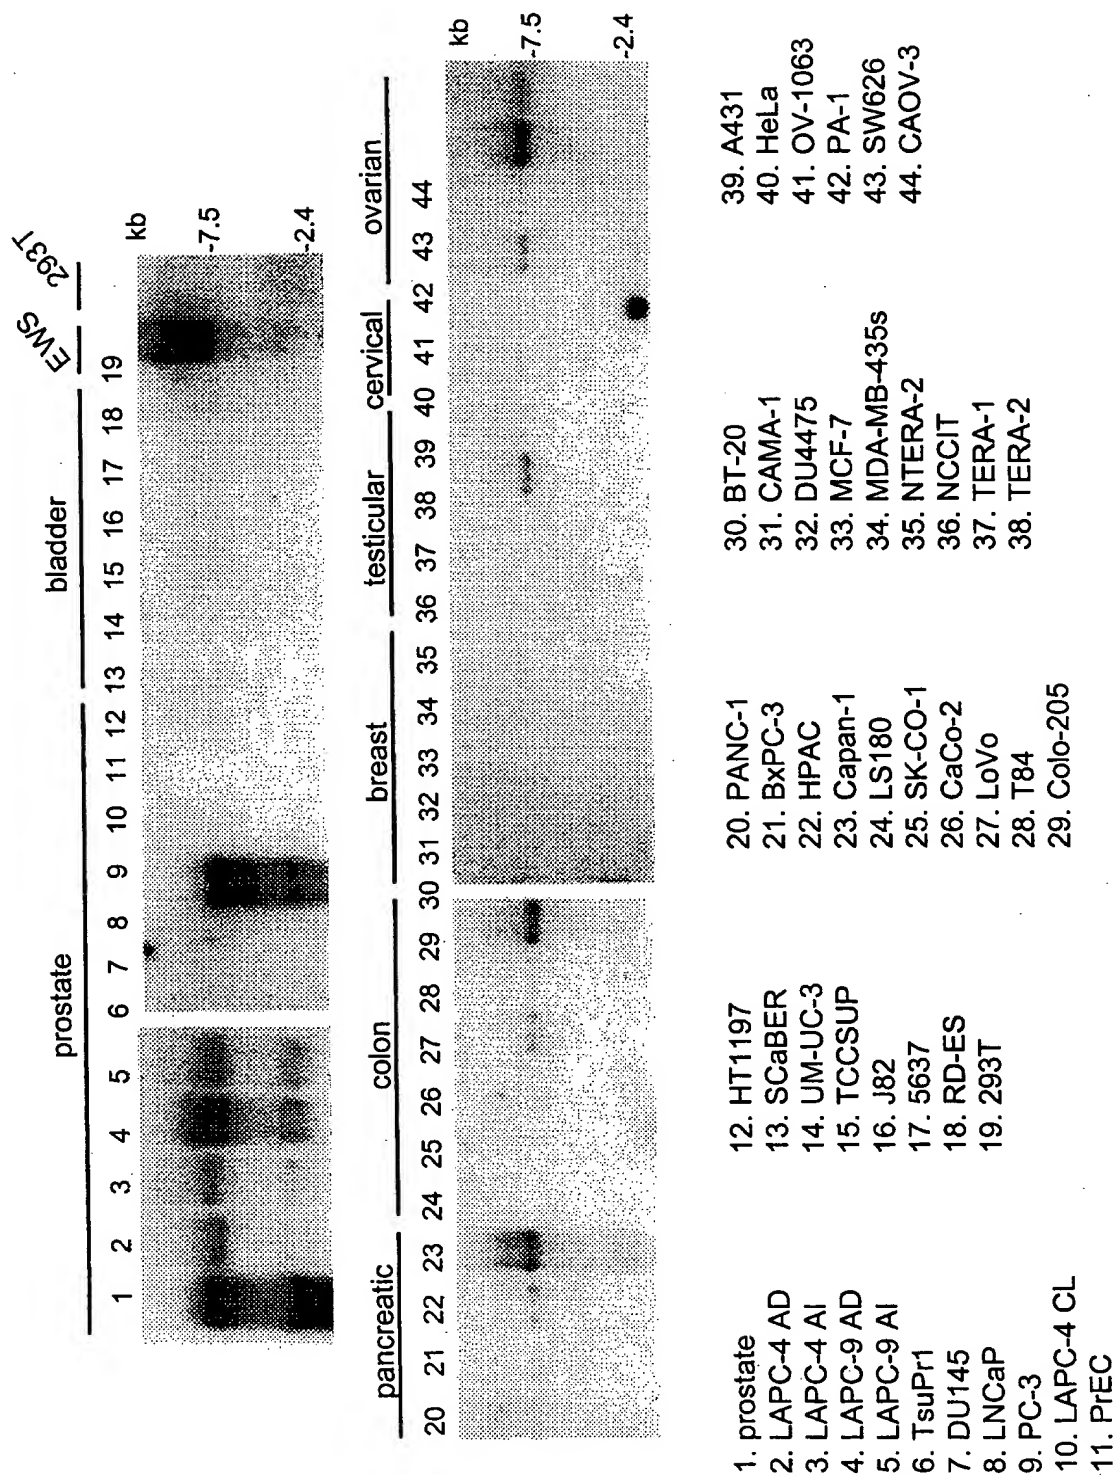 prostate
bladder
EWS
293T
1 2 3 4 5 6 7 8 9 10 11 12 13 14 15 16 17 18 19
kb
-7.5
-2.4
pancreatic
colon
breast
testicular
cervical
ovarian
20 21 22 23 24 25 26 27 28 29 30 31 32 33 34 35 36 37 38 39 40 41 42 43 44
kb
-7.5
-2.4
1. prostate
2. LAPC-4 AD
3. LAPC-4 AI
4. LAPC-9 AD
5. LAPC-9 AI
6. TsuPr1
7. DU145
8. LNCaP
9. PC-3
10. LAPC-4 CL
11. PrEC
12. HT1197
13. SCaBER
14. UM-UC-3
15. TCCSUP
16. J82
17. 5637
18. RD-ES
19. 293T
20. PANC-1
21. BxPC-3
22. HPAC
23. Capan-1
24. LS180
25. SK-CO-1
26. CaCo-2
27. LoVo
28. T84
29. Colo-205
30. BT-20
31. CAMA-1
32. DU4475
33. MCF-7
34. MDA-MB-435s
35. NTERA-2
36. NCCIT
37. TERA-1
38. TERA-2
39. A431
40. HeLa
41. OV-1063
42. PA-1
43. SW626
44. CAOV-3